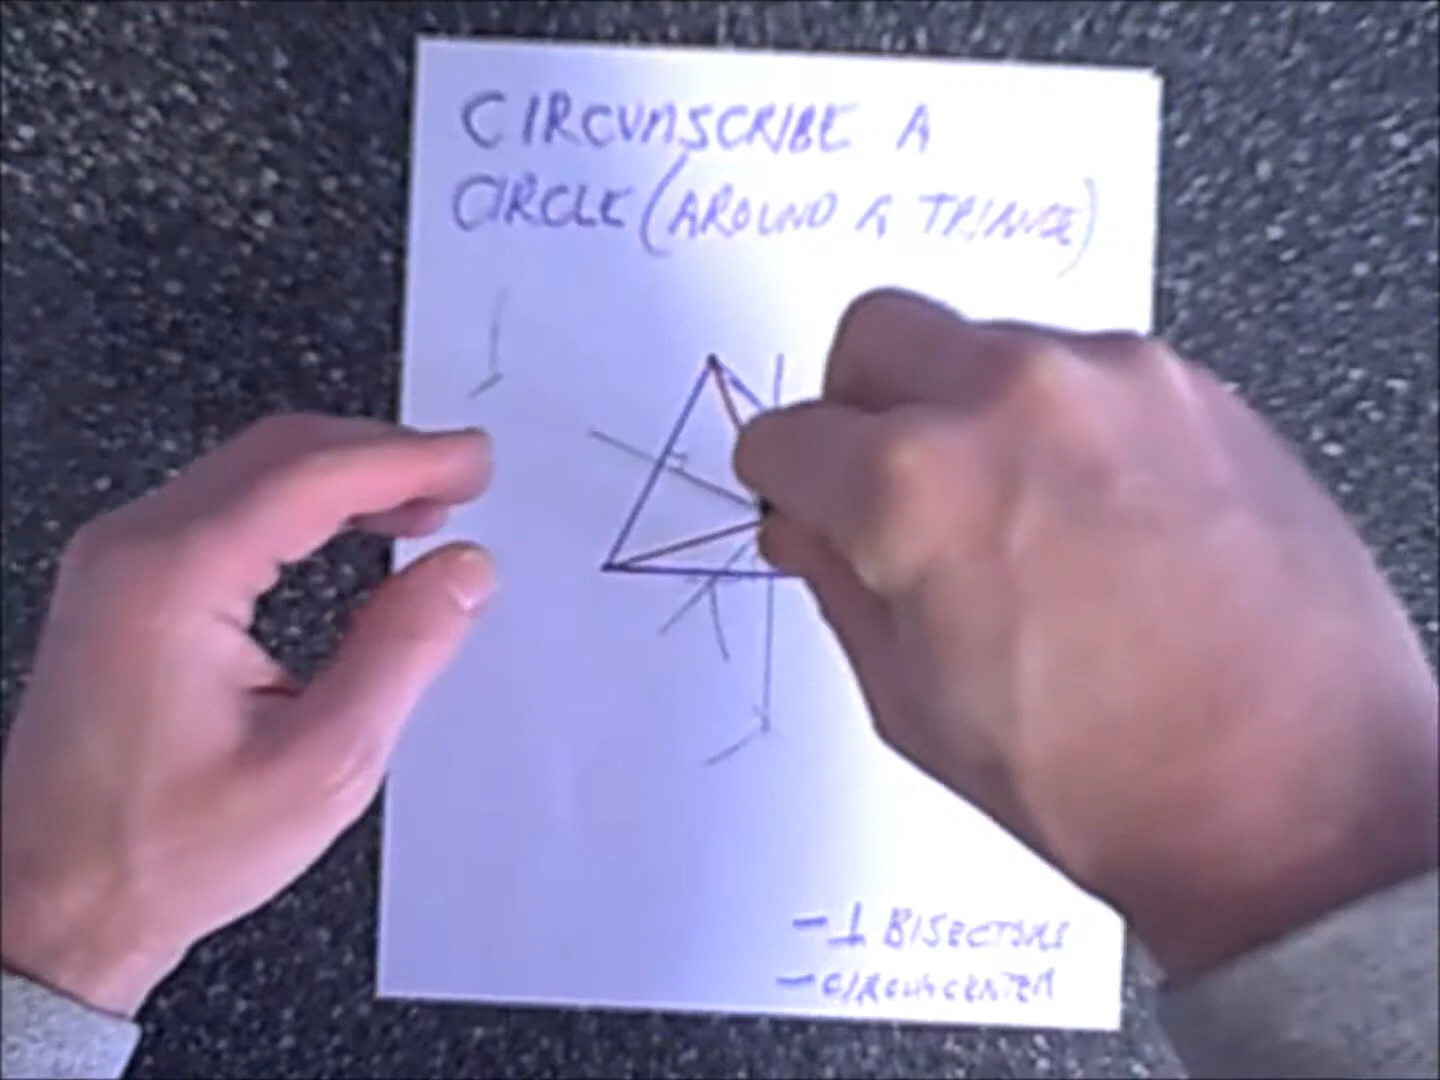 CIRCUMSCRIBE A
CIRCLE (AROUND A TRIANGLE)
- ⊥ BISECTORS
- CIRCUMCENTER